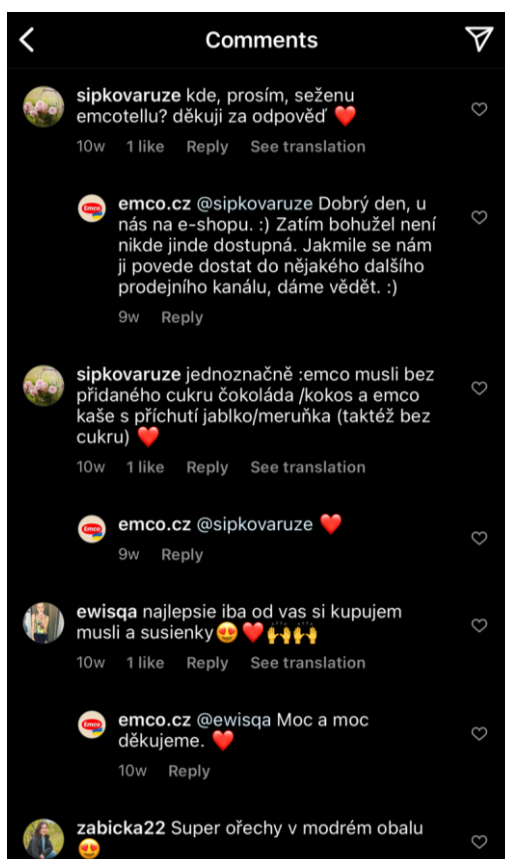 Comments
sipkovaruze kde, prosím, seženu
emcotellu? děkuji za odpověď ❤️
10w 1 like Reply See translation
Emco
emco.cz @sipkovaruze Dobrý den, u
nás na e-shopu. :) Zatím bohužel není
nikde jinde dostupná. Jakmile se nám
ji povede dostat do nějakého dalšího
prodejního kanálu, dáme vědět. :)
9w Reply
sipkovaruze jednoznačně :emco musli bez
přidaného cukru čokoláda /kokos a emco
kaše s příchutí jablko/meruňka (taktéž bez
cukru) ❤️
10w 1 like Reply See translation
Emco
emco.cz @sipkovaruze ❤️
9w Reply
ewisqa najlepsie iba od vas si kupujem
musli a susienky😍❤️🙌🙌
10w 1 like Reply See translation
Emco
emco.cz @ewisqa Moc a moc
děkujeme. ❤️
10w Reply
zabicka22 Super ořechy v modrém obalu
😍